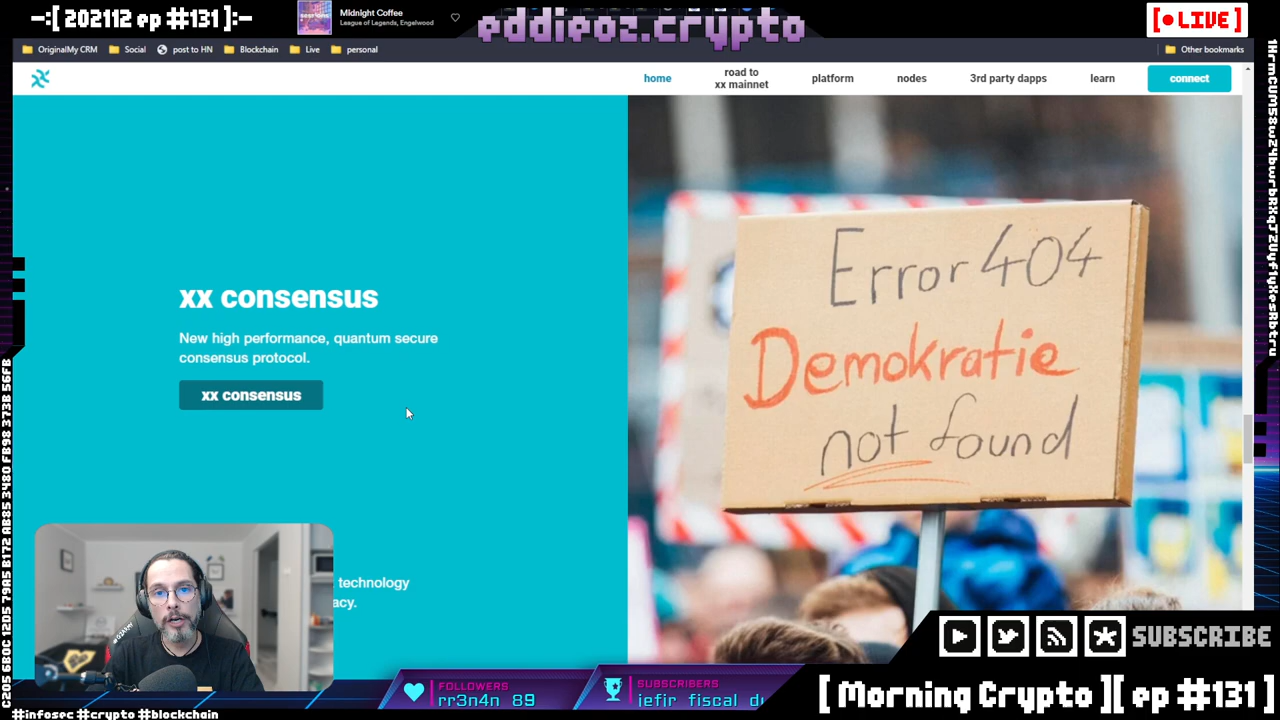 -:[ 202112 ep #131 ]:-
Midnight Coffee
League of Legends, Engelwood
eddieoz.crypto
[ LIVE ]
OriginalMy CRM
Social
post to HN
Blockchain
Live
personal
Other bookmarks
home
road to
xx mainnet
platform
nodes
3rd party dapps
learn
connect
xx consensus
New high performance, quantum secure
consensus protocol.
xx consensus
Error 404
Demokratie
not found
technology
acy.
SUBSCRIBE
FOLLOWERS
rr3n4n 89
SUBSCRIBERS
[ Morning Crypto ][ ep #131 ]
#infosec #crypto #blockchain